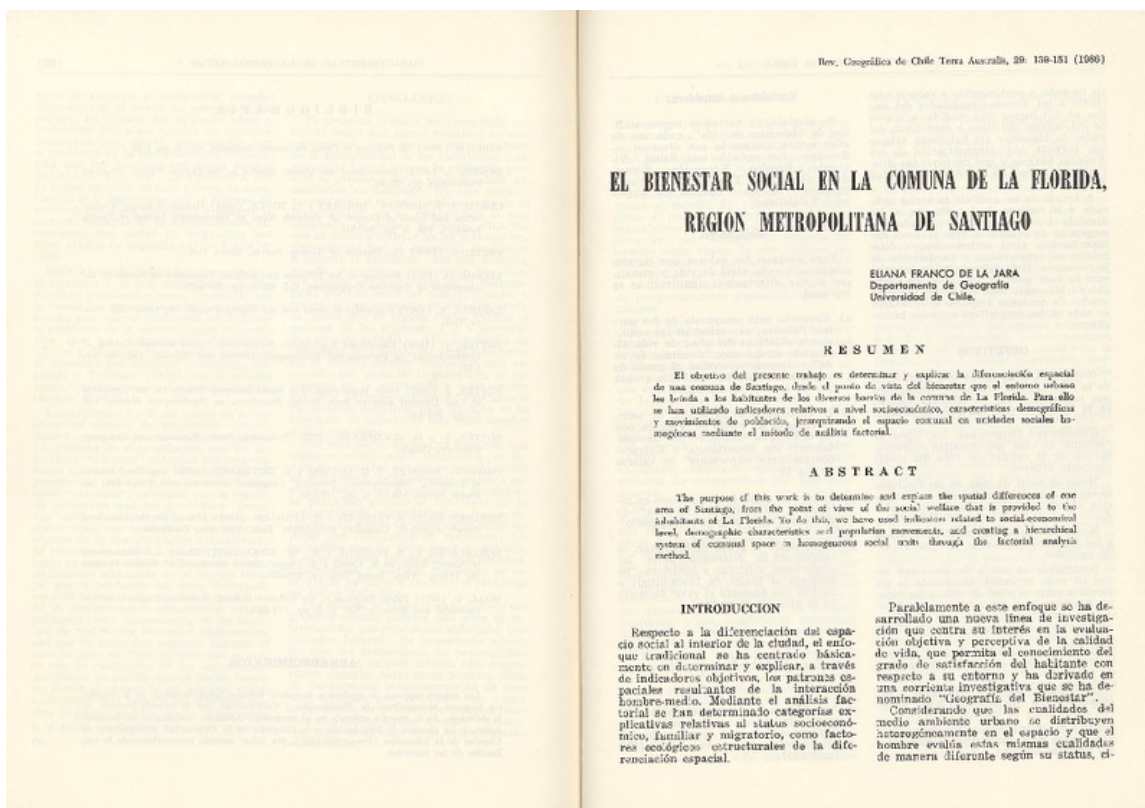 Rev. Geográfica de Chile Terra Australis, 29: 139-151 (1986)
EL BIENESTAR SOCIAL EN LA COMUNA DE LA FLORIDA,
REGION METROPOLITANA DE SANTIAGO
ELIANA FRANCO DE LA JARA
Departamento de Geografía
Universidad de Chile.
RESUMEN
El objetivo del presente trabajo es determinar y explicar la diferenciación espacial
de una comuna de Santiago, desde el punto de vista del bienestar que el entorno urbano
les brinda a los habitantes de los diversos barrios de la comuna de La Florida. Para ello
se han utilizado indicadores relativos a nivel socioeconómico, características demográficas
y movimientos de población, jerarquizando el espacio comunal en unidades sociales ho-
mogéneas mediante el método de análisis factorial.
ABSTRACT
The purpose of this work is to determine and explain the spatial differences of one
area of Santiago, from the point of view of the social welfare that is provided to the
inhabitants of La Florida. To do this, we have used indicators related to social-economical
level, demographic characteristics and population movements, and creating a hierarchical
system of comunal space in homogeneous social units through the factorial analysis
method.
INTRODUCCION
Respecto a la diferenciación del espa-
cio social al interior de la ciudad, el enfo-
que tradicional se ha centrado básica-
mente en determinar y explicar, a través
de indicadores objetivos, los patrones es-
paciales resultantes de la interacción
hombre-medio. Mediante el análisis fac-
torial se han determinado categorías ex-
plicativas relativas al status socioeconó-
mico, familiar y migratorio, como facto-
res ecológicos estructurales de la dife-
renciación espacial.
Paralelamente a este enfoque se ha de-
sarrollado una nueva línea de investiga-
ción que centra su interés en la evalua-
ción objetiva y perceptiva de la calidad
de vida, que permita el conocimiento del
grado de satisfacción del habitante con
respecto a su entorno y ha derivado en
una corriente investigativa que se ha de-
nominado "Geografía del Bienestar".
Considerando que las cualidades del
medio ambiente urbano se distribuyen
heterogéneamente en el espacio y que el
hombre evalúa estas mismas cualidades
de manera diferente según su status, ci-